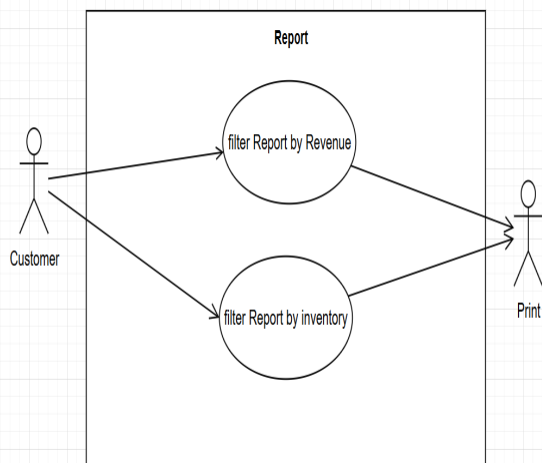 Report
filter Report by Revenue
Customer
filter Report by inventory
Print